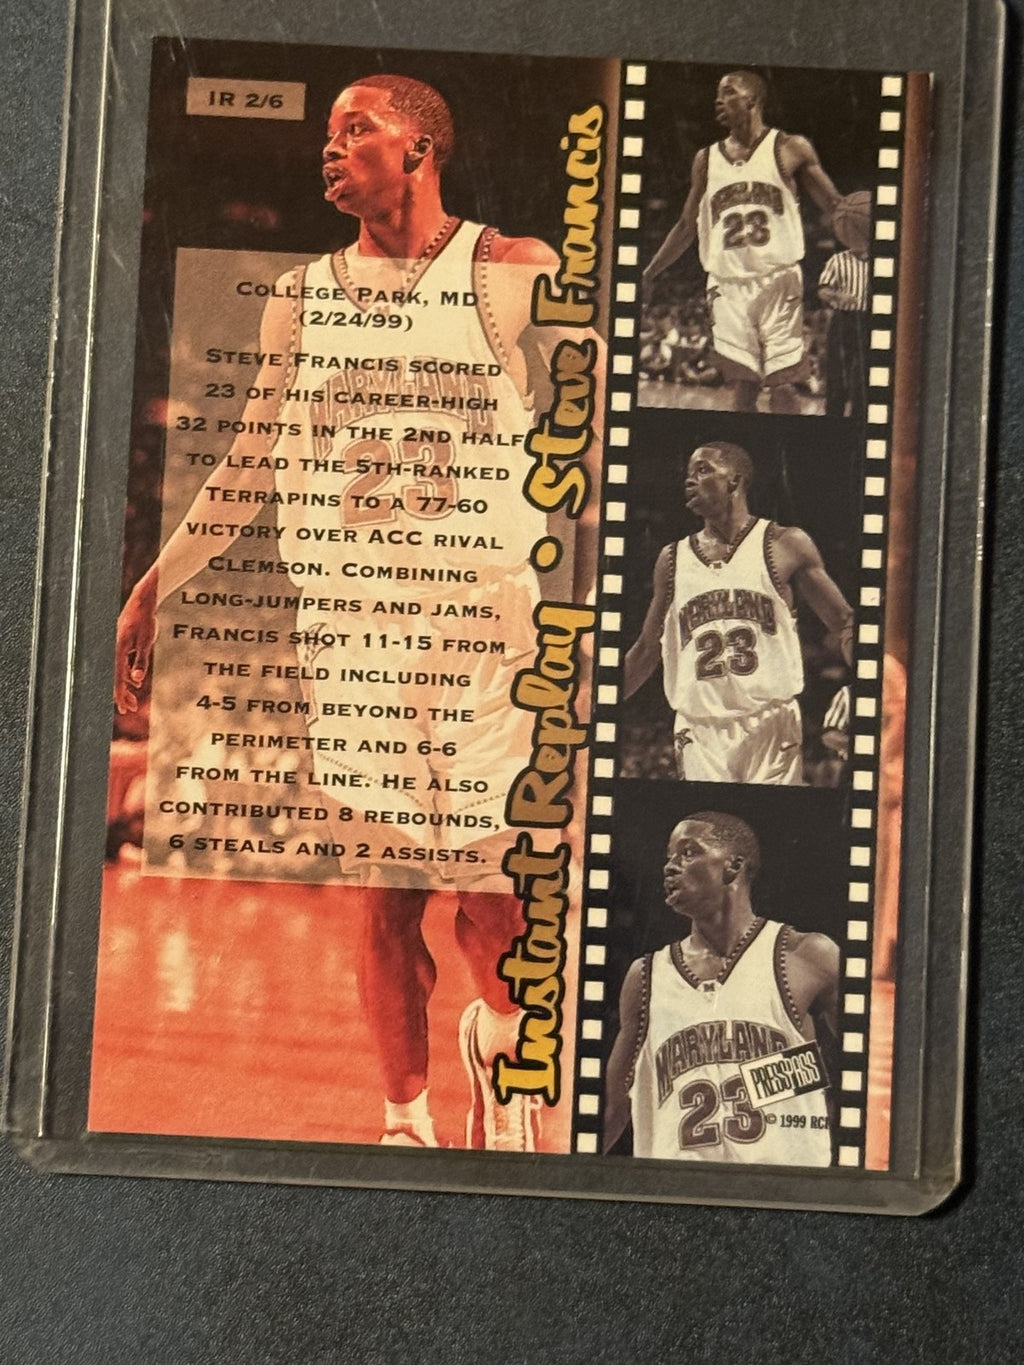 IR 2/6
COLLEGE PARK, MD
(2/24/99)
STEVE FRANCIS SCORED
23 OF HIS CAREER-HIGH
32 POINTS IN THE 2ND HALF
TO LEAD THE 5TH-RANKED
TERRAPINS TO A 77-60
VICTORY OVER ACC RIVAL
CLEMSON. COMBINING
LONG-JUMPERS AND JAMS,
FRANCIS SHOT 11-15 FROM
THE FIELD INCLUDING
4-5 FROM BEYOND THE
PERIMETER AND 6-6
FROM THE LINE. HE ALSO
CONTRIBUTED 8 REBOUNDS,
6 STEALS AND 2 ASSISTS.
Instant Replay • Steve Francis
MARYLAND
23
MARYLAND
23
MARYLAND
23
MARYLAND
23
PRESS PASS
© 1999 RCI